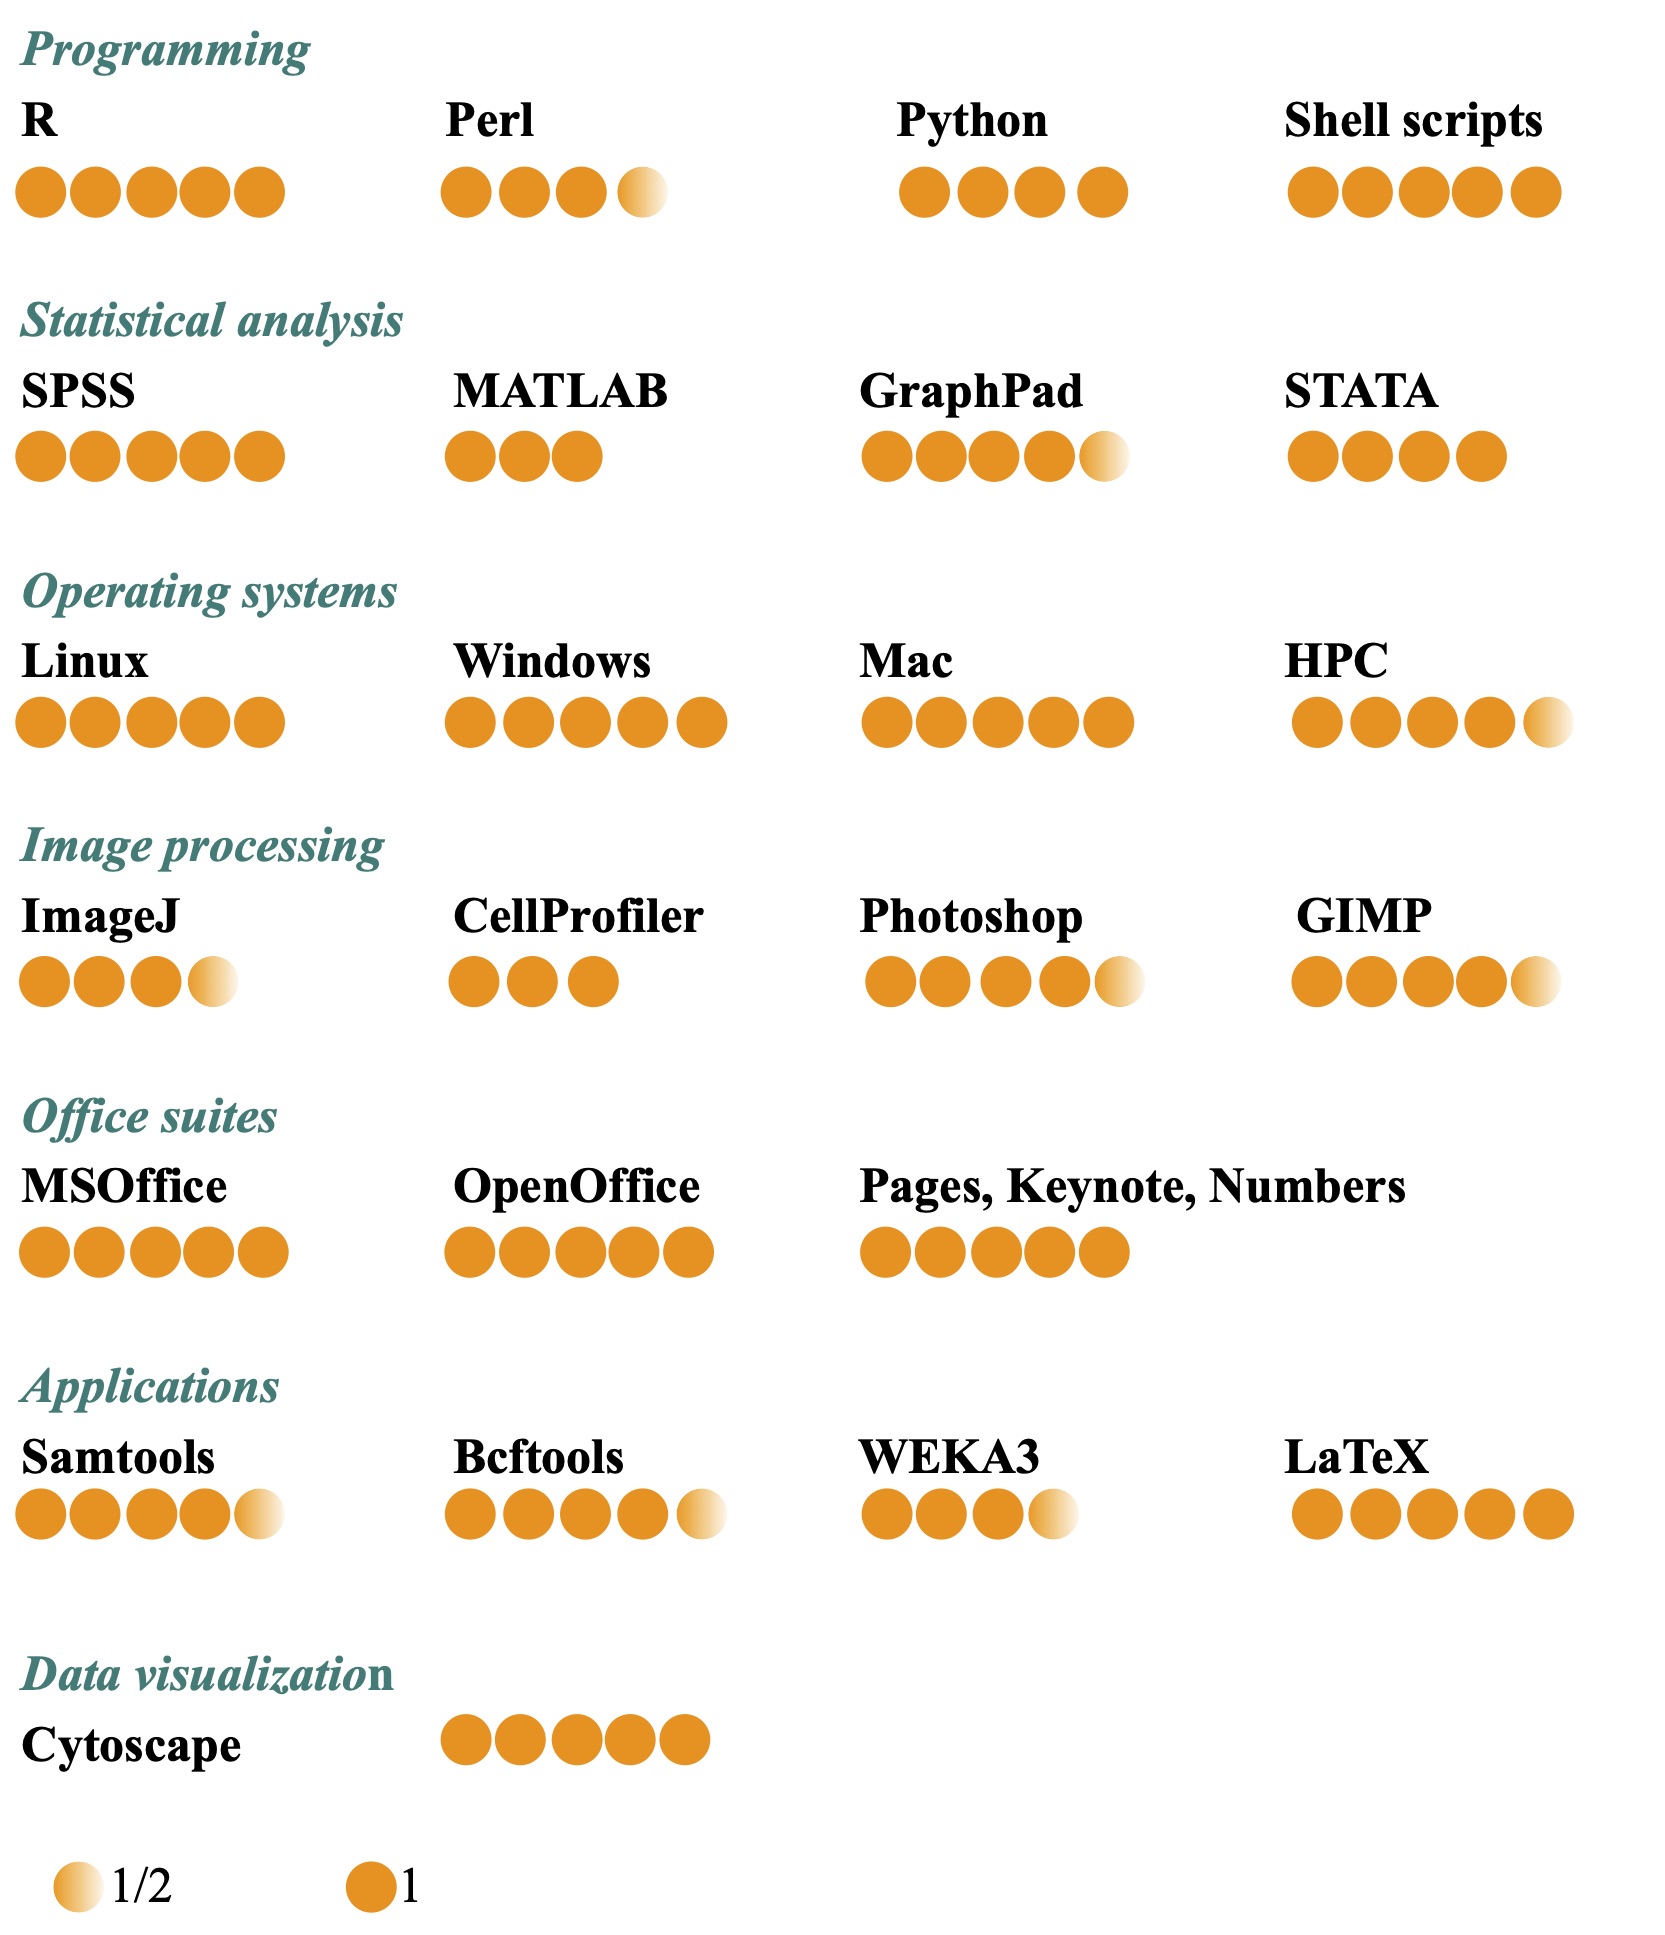 Programming
R Perl Python Shell scripts
Statistical analysis
SPSS MATLAB GraphPad STATA
Operating systems
Linux Windows Mac HPC
Image processing
ImageJ CellProfiler Photoshop GIMP
Office suites
MSOffice OpenOffice Pages, Keynote, Numbers
Applications
Samtools Bcftools WEKA3 LaTeX
Data visualization
Cytoscape
1/2 1